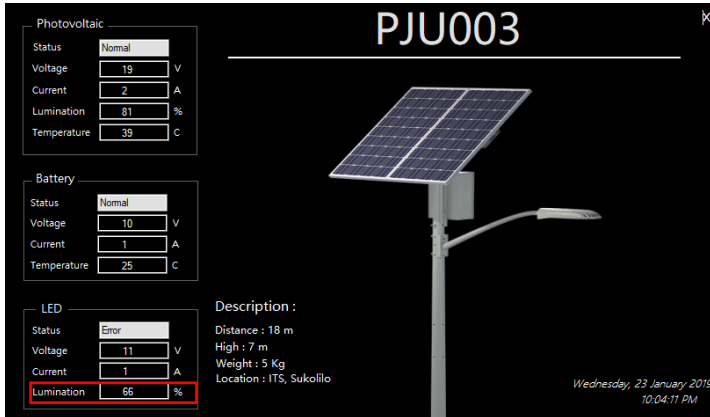 PJU003
X
Photovoltaic
Status Normal
Voltage 19 V
Current 2 A
Lumination 81 %
Temperature 39 C
Battery
Status Normal
Voltage 10 V
Current 1 A
Temperature 25 C
LED
Status Error
Voltage 11 V
Current 1 A
Lumination 66 %
Description :
Distance : 18 m
High : 7 m
Weight : 5 Kg
Location : ITS, Sukolilo
Wednesday, 23 January 2019
10:04:11 PM